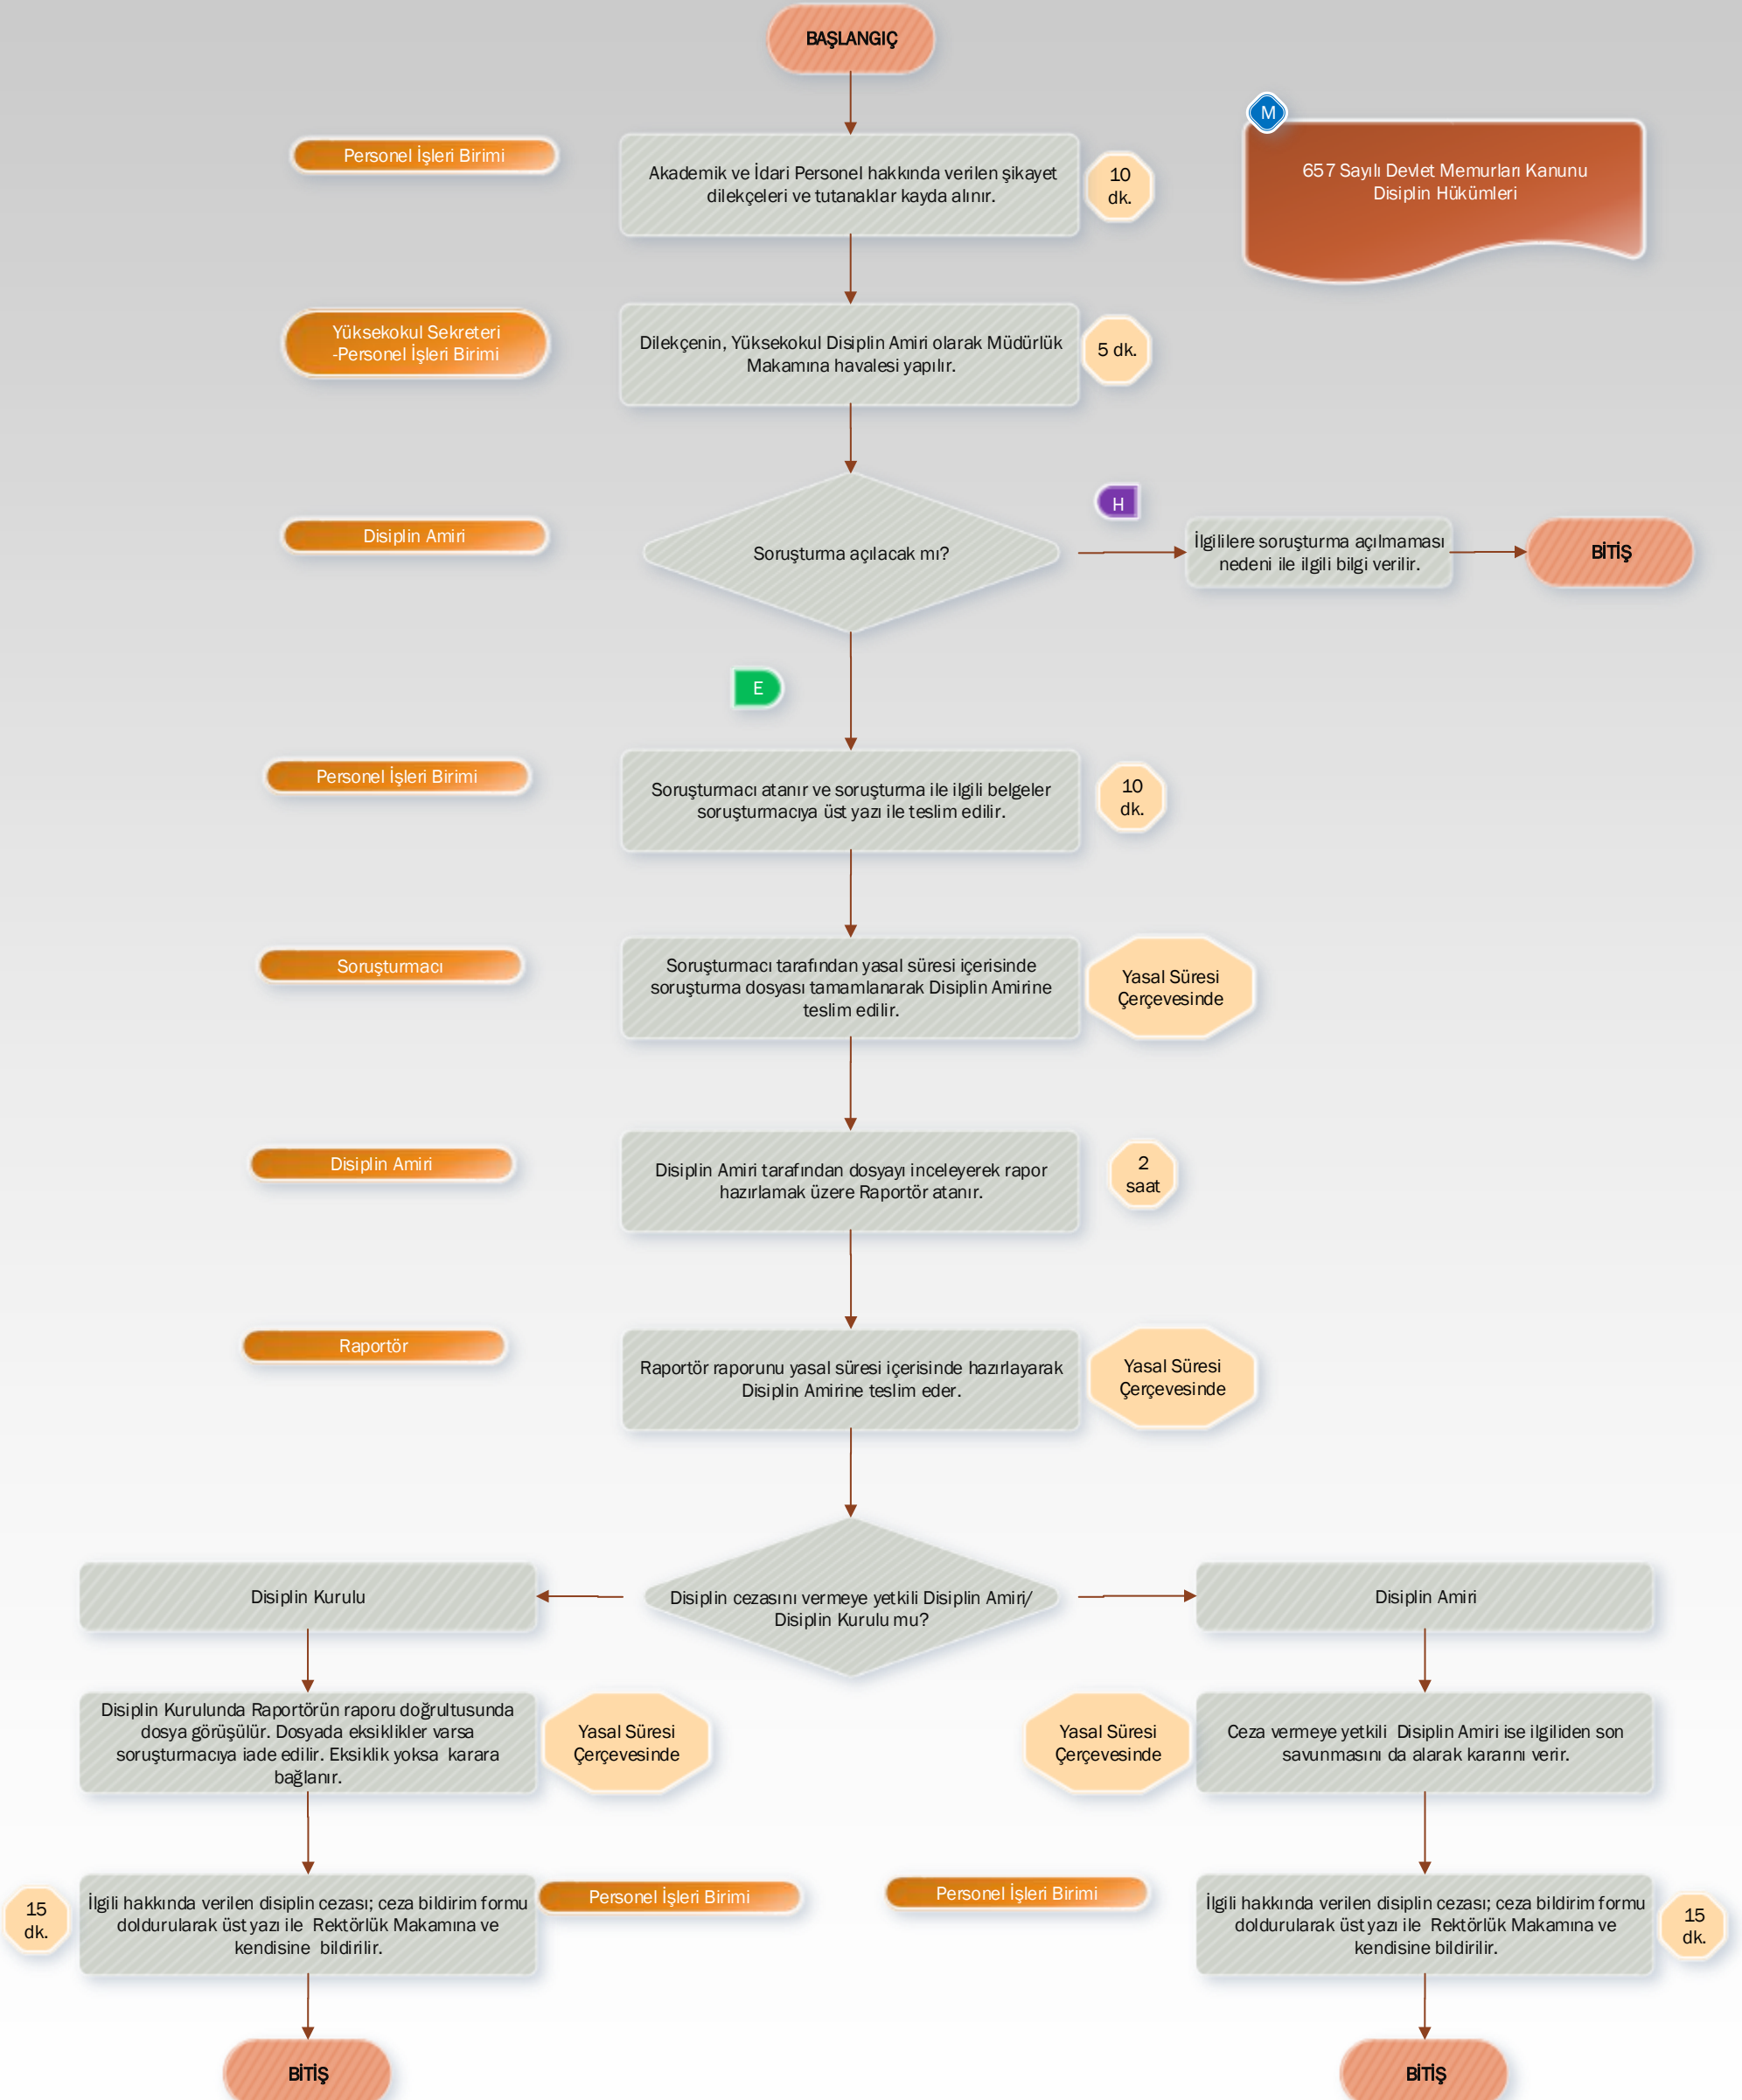 BAŞLANGIÇ
M
657 Sayılı Devlet Memurları Kanunu
Disiplin Hükümleri
Personel İşleri Birimi
Akademik ve İdari Personel hakkında verilen şikayet
dilekçeleri ve tutanaklar kayda alınır.
10
dk.
Yüksekokul Sekreteri
-Personel İşleri Birimi
Dilekçenin, Yüksekokul Disiplin Amiri olarak Müdürlük
Makamına havalesi yapılır.
5 dk.
Disiplin Amiri
Soruşturma açılacak mı?
H
İlgililere soruşturma açılmaması
nedeni ile ilgili bilgi verilir.
BİTİŞ
E
Personel İşleri Birimi
Soruşturmacı atanır ve soruşturma ile ilgili belgeler
soruşturmacıya üst yazı ile teslim edilir.
10
dk.
Soruşturmacı
Soruşturmacı tarafından yasal süresi içerisinde
soruşturma dosyası tamamlanarak Disiplin Amirine
teslim edilir.
Yasal Süresi
Çerçevesinde
Disiplin Amiri
Disiplin Amiri tarafından dosyayı inceleyerek rapor
hazırlamak üzere Raportör atanır.
2
saat
Raportör
Raportör raporunu yasal süresi içerisinde hazırlayarak
Disiplin Amirine teslim eder.
Yasal Süresi
Çerçevesinde
Disiplin Kurulu
Disiplin cezasını vermeye yetkili Disiplin Amiri/
Disiplin Kurulu mu?
Disiplin Amiri
Disiplin Kurulunda Raportörün raporu doğrultusunda
dosya görüşülür. Dosyada eksiklikler varsa
soruşturmacıya iade edilir. Eksiklik yoksa  karara
bağlanır.
Yasal Süresi
Çerçevesinde
Yasal Süresi
Çerçevesinde
Ceza vermeye yetkili  Disiplin Amiri ise ilgiliden son
savunmasını da alarak kararını verir.
15
dk.
İlgili hakkında verilen disiplin cezası; ceza bildirim formu
doldurularak üst yazı ile  Rektörlük Makamına ve
kendisine  bildirilir.
Personel İşleri Birimi
Personel İşleri Birimi
İlgili hakkında verilen disiplin cezası; ceza bildirim formu
doldurularak üst yazı ile  Rektörlük Makamına ve
kendisine bildirilir.
15
dk.
BİTİŞ
BİTİŞ